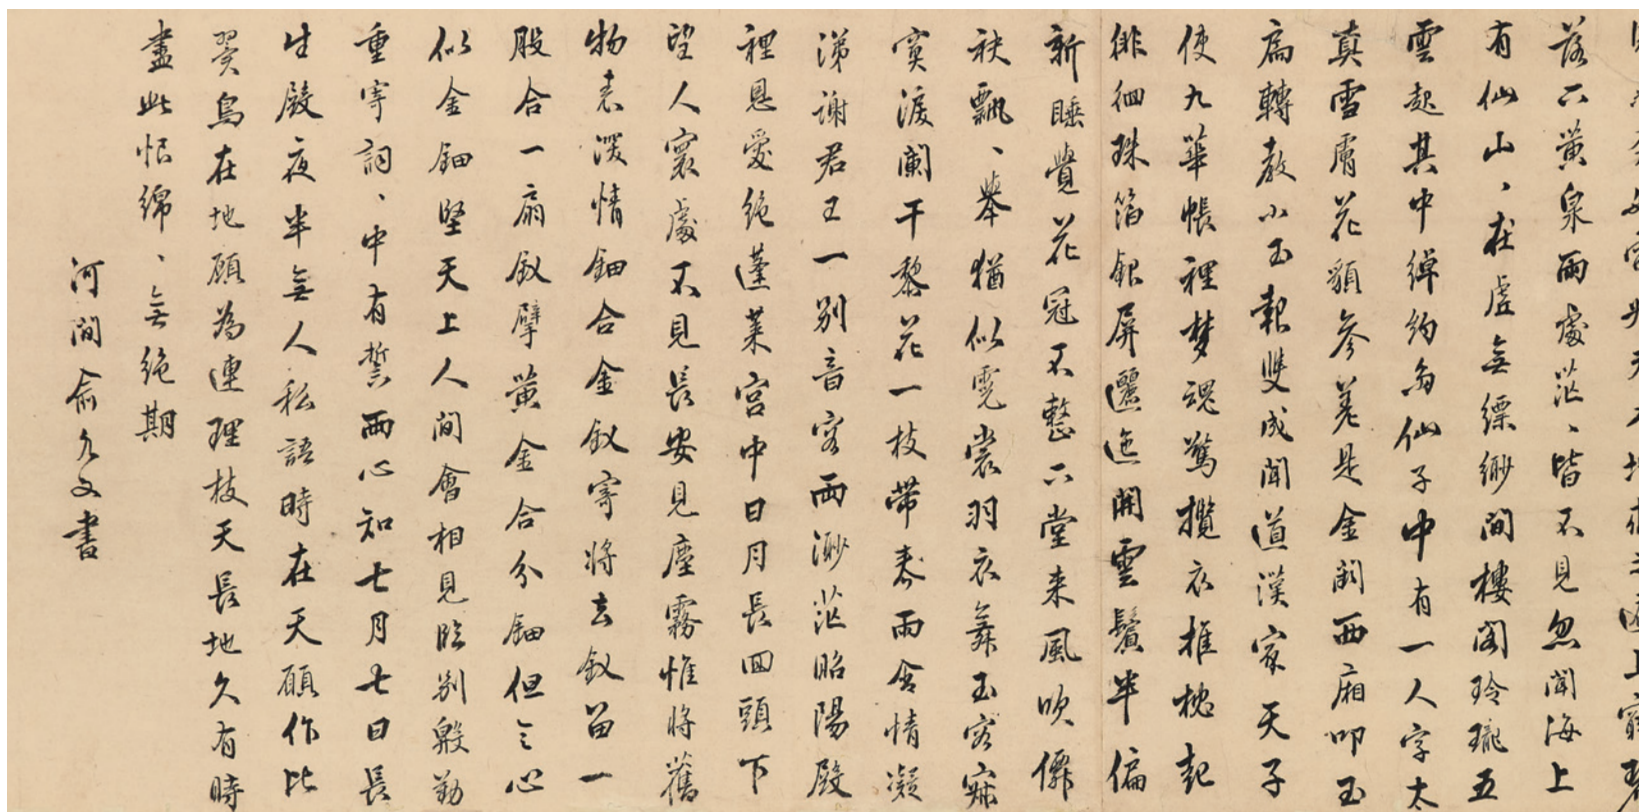 遍上窮碧
落下黃泉兩處茫、皆不見忽聞海上
有仙山、在虛無縹緲間樓閣玲瓏五
雲起其中綽約多仙子中有一人字太
真雪膚花貌參差是金闕西廂叩玉
扃轉教小玉報雙成聞道漢家天子
使九華帳裡夢魂驚攬衣推枕起
徘徊珠箔銀屏邐迤開雲鬢半偏
新睡覺花冠不整下堂来風吹僊
袂飄、舉猶似霓裳羽衣舞玉容寂
寞淚闌干黎花一枝帶春雨含情凝
涕謝君王一別音容兩渺茫昭陽殿
裡恩愛絕蓬萊宮中日月長回頭下
望人寰處不見長安見塵霧惟將舊
物表深情鈿合金釵寄將去釵留一
股合一扇釵擘黃金合分鈿但令心
似金鈿堅天上人間會相見臨別殷勤
重寄詞、中有誓兩心知七月七日長
生殿夜半無人私語時在天願作比
翼鳥在地願為連理枝天長地久有時
盡此恨綿、無絕期
河間俞允文書